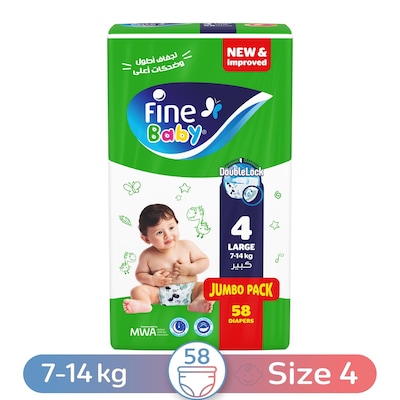 لجفاف أطول
وضحكات أعلى
NEW &
improved
fine
Baby®
DoubleLock
4
LARGE
7-14 kg
كبير
JUMBO PACK
58
DIAPERS
MWA
7-14 kg
58
Size 4